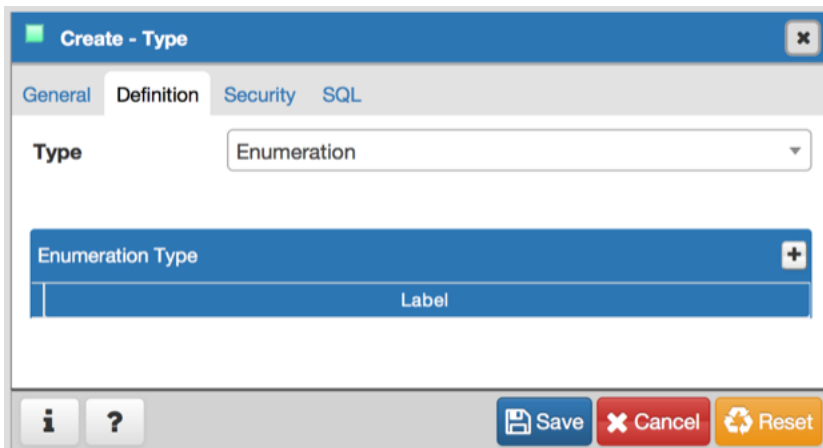 Create - Type
General Definition Security SQL
Type Enumeration
Enumeration Type
Label
i ? Save Cancel Reset